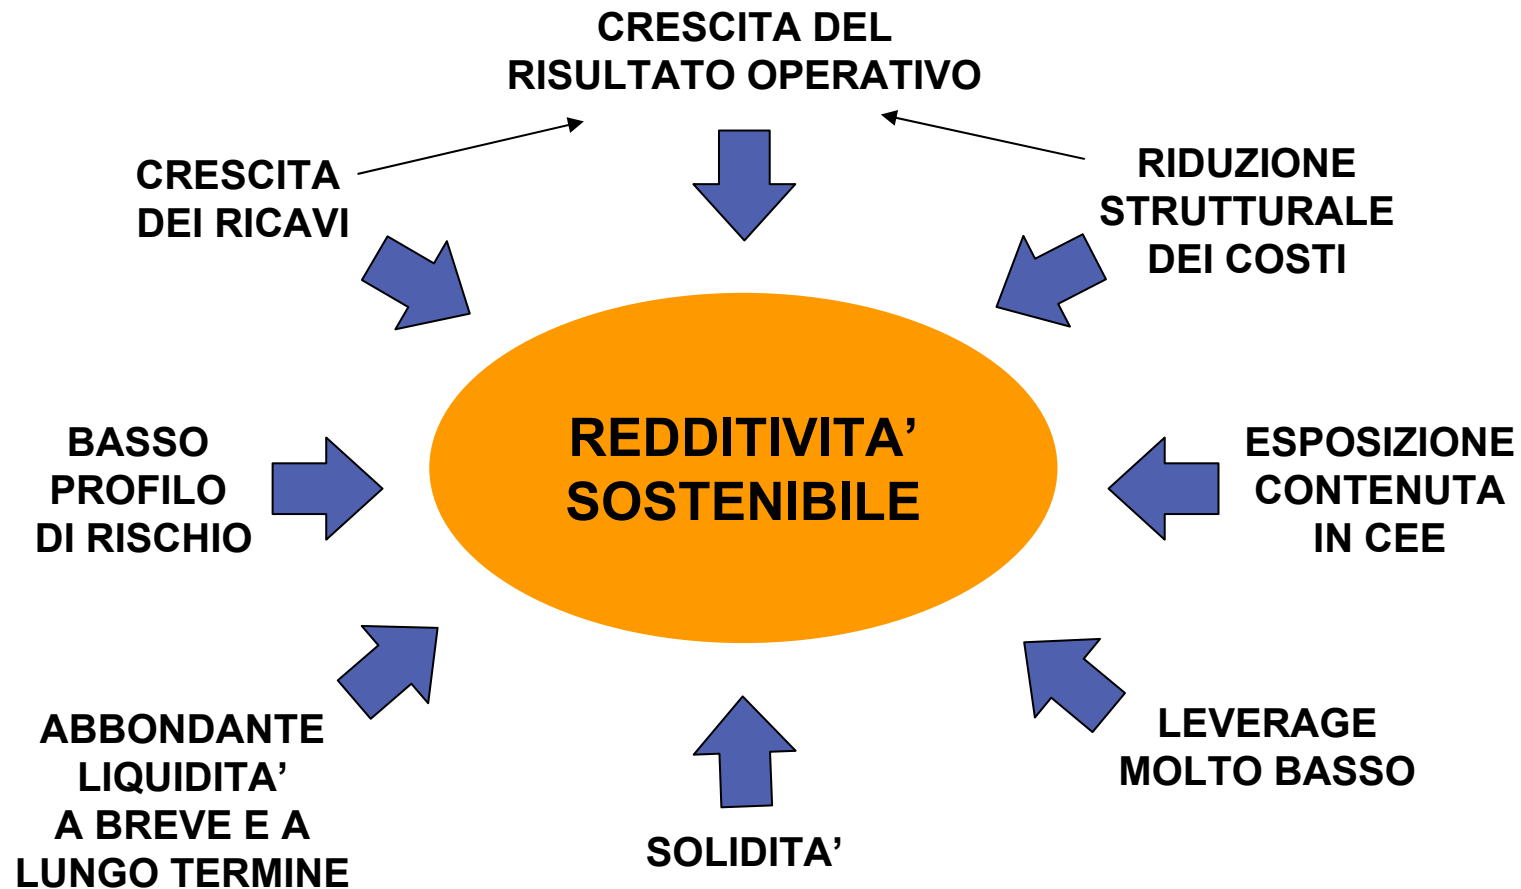 CRESCITA DEL
RISULTATO OPERATIVO
CRESCITA
DEI RICAVI
RIDUZIONE
STRUTTURALE
DEI COSTI
BASSO
PROFILO
DI RISCHIO
REDDITIVITA’
SOSTENIBILE
ESPOSIZIONE
CONTENUTA
IN CEE
ABBONDANTE
LIQUIDITA’
A BREVE E A
LUNGO TERMINE
SOLIDITA’
LEVERAGE
MOLTO BASSO